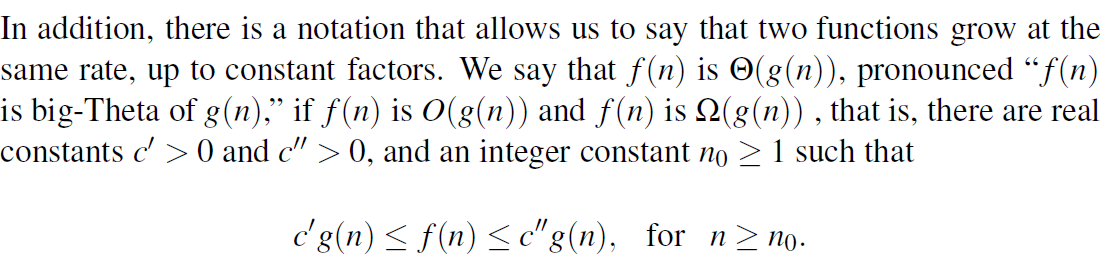 In addition, there is a notation that allows us to say that two functions grow at the
same rate, up to constant factors. We say that f(n) is Θ(g(n)), pronounced “f(n)
is big-Theta of g(n),” if f(n) is O(g(n)) and f(n) is Ω(g(n)) , that is, there are real
constants c′ > 0 and c′′ > 0, and an integer constant n₀ ≥ 1 such that
c′g(n) ≤ f(n) ≤ c′′g(n), for n ≥ n₀.